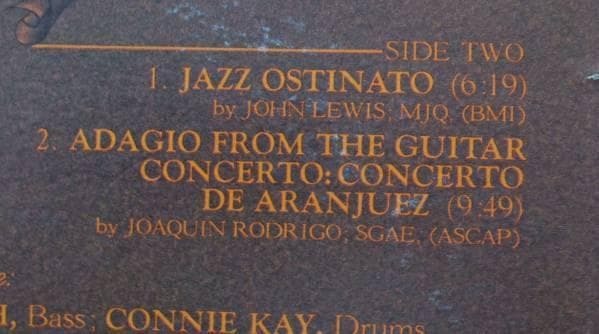 SIDE TWO
1. JAZZ OSTINATO (6:19)
by JOHN LEWIS; MJQ, (BMI)
2. ADAGIO FROM THE GUITAR
CONCERTO: CONCERTO
DE ARANJUEZ (9:49)
by JOAQUIN RODRIGO; SGAE, (ASCAP)
Bass; CONNIE KAY, Drums